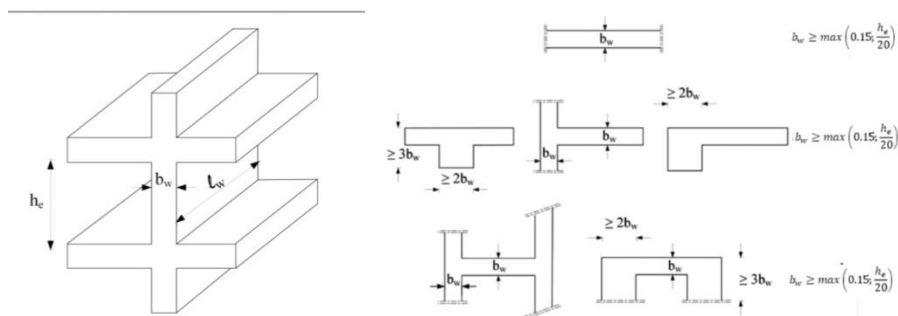 h_e
b_w
ℓ_w
b_w
b_w ≥ max(0.15; h_e/20)
≥ 3b_w
≥ 2b_w
b_w
b_w
≥ 2b_w
b_w ≥ max(0.15; h_e/20)
b_w
b_w
≥ 2b_w
b_w
≥ 3b_w
b_w ≥ max(0.15; h_e/20)